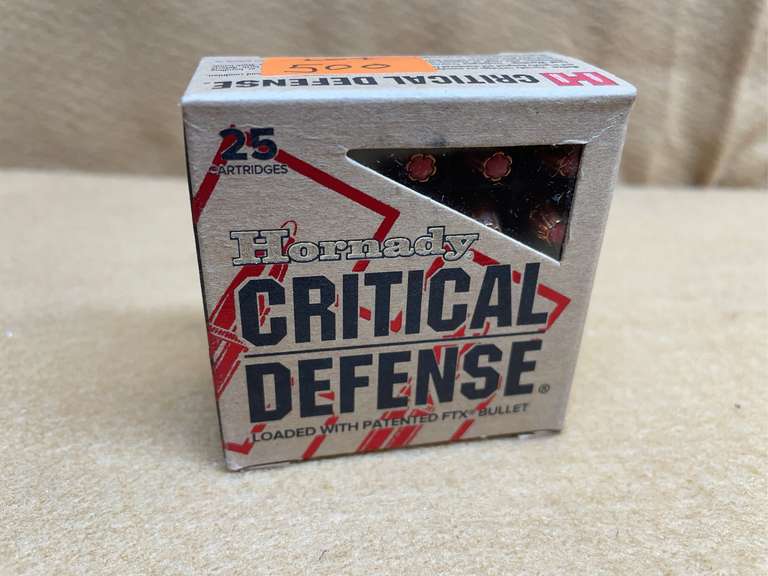 500
CRITICAL DEFENSE.
25
CARTRIDGES
Hornady
CRITICAL
DEFENSE®
LOADED WITH PATENTED FTX® BULLET